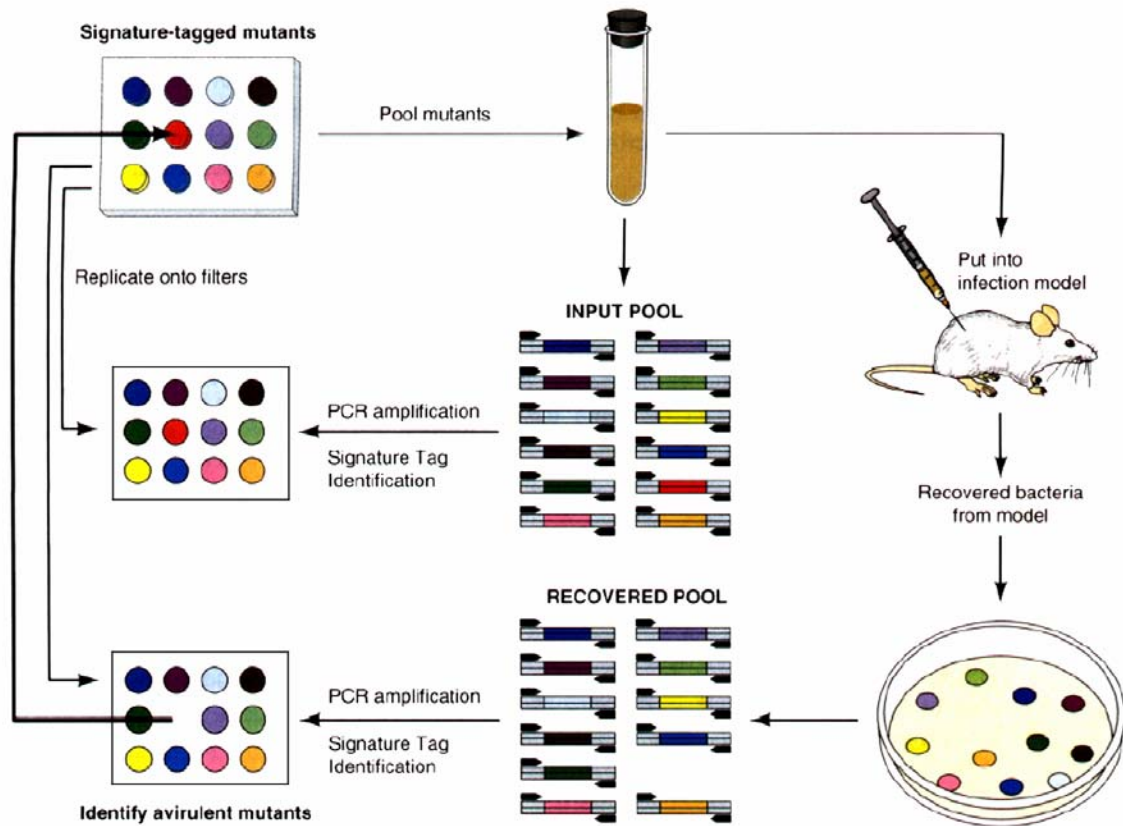 Signature-tagged mutants
Pool mutants
Replicate onto filters
Put into
infection model
INPUT POOL
PCR amplification
Signature Tag
Identification
Recovered bacteria
from model
RECOVERED POOL
PCR amplification
Signature Tag
Identification
Identify avirulent mutants